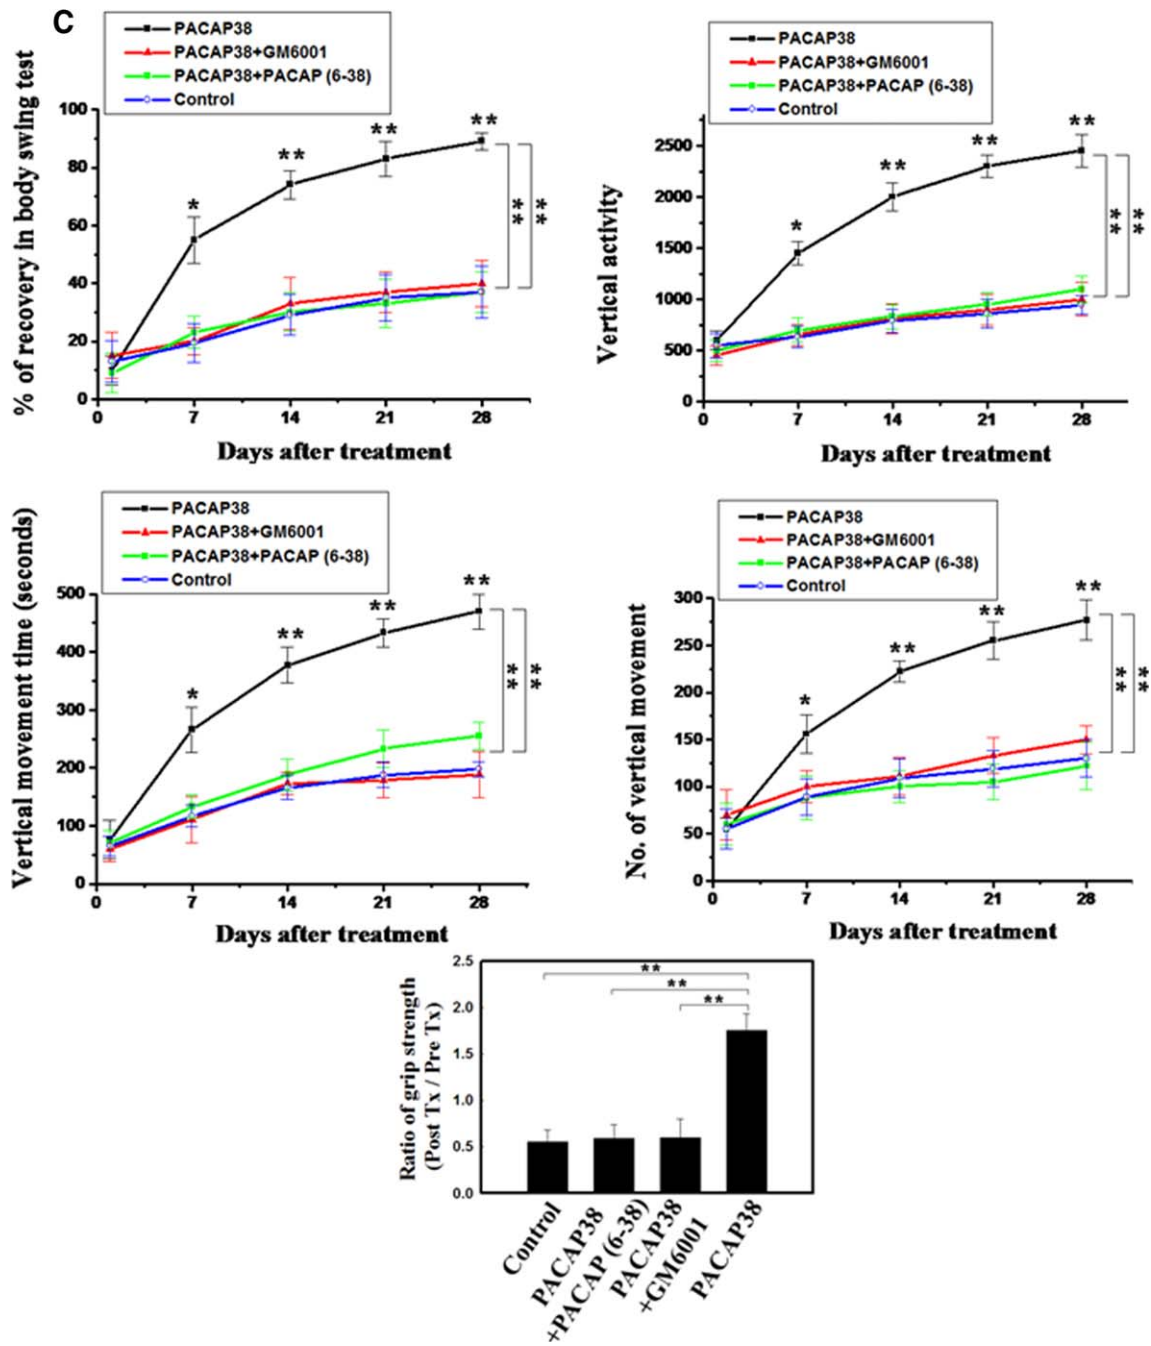 C
PACAP38
PACAP38+GM6001
PACAP38+PACAP (6-38)
Control
% of recovery in body swing test
100
80
60
40
20
0
*
**
**
**
**
**
0 7 14 21 28
Days after treatment
PACAP38
PACAP38+GM6001
PACAP38+PACAP (6-38)
Control
Vertical activity
2500
2000
1500
1000
500
0
*
**
**
**
**
**
0 7 14 21 28
Days after treatment
PACAP38
PACAP38+GM6001
PACAP38+PACAP (6-38)
Control
Vertical movement time (seconds)
500
400
300
200
100
0
*
**
**
**
**
**
0 7 14 21 28
Days after treatment
PACAP38
PACAP38+GM6001
PACAP38+PACAP (6-38)
Control
No. of vertical movement
300
250
200
150
100
50
0
*
**
**
**
**
**
0 7 14 21 28
Days after treatment
Ratio of grip strength
(Post Tx / Pre Tx)
2.5
2.0
1.5
1.0
0.5
0.0
**
**
**
Control
PACAP38
+PACAP (6-38)
PACAP38
+GM6001
PACAP38